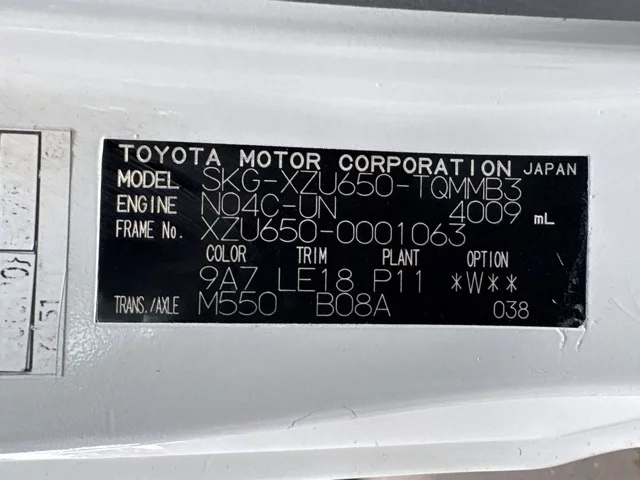 TOYOTA MOTOR CORPORATION JAPAN
MODEL SKG-XZU650-TQMMB3
ENGINE N04C-UN 4009 mL
FRAME No. XZU650-0001063
COLOR TRIM PLANT OPTION
9A7 LE18 P11 *W**
TRANS./AXLE M550 B08A 038